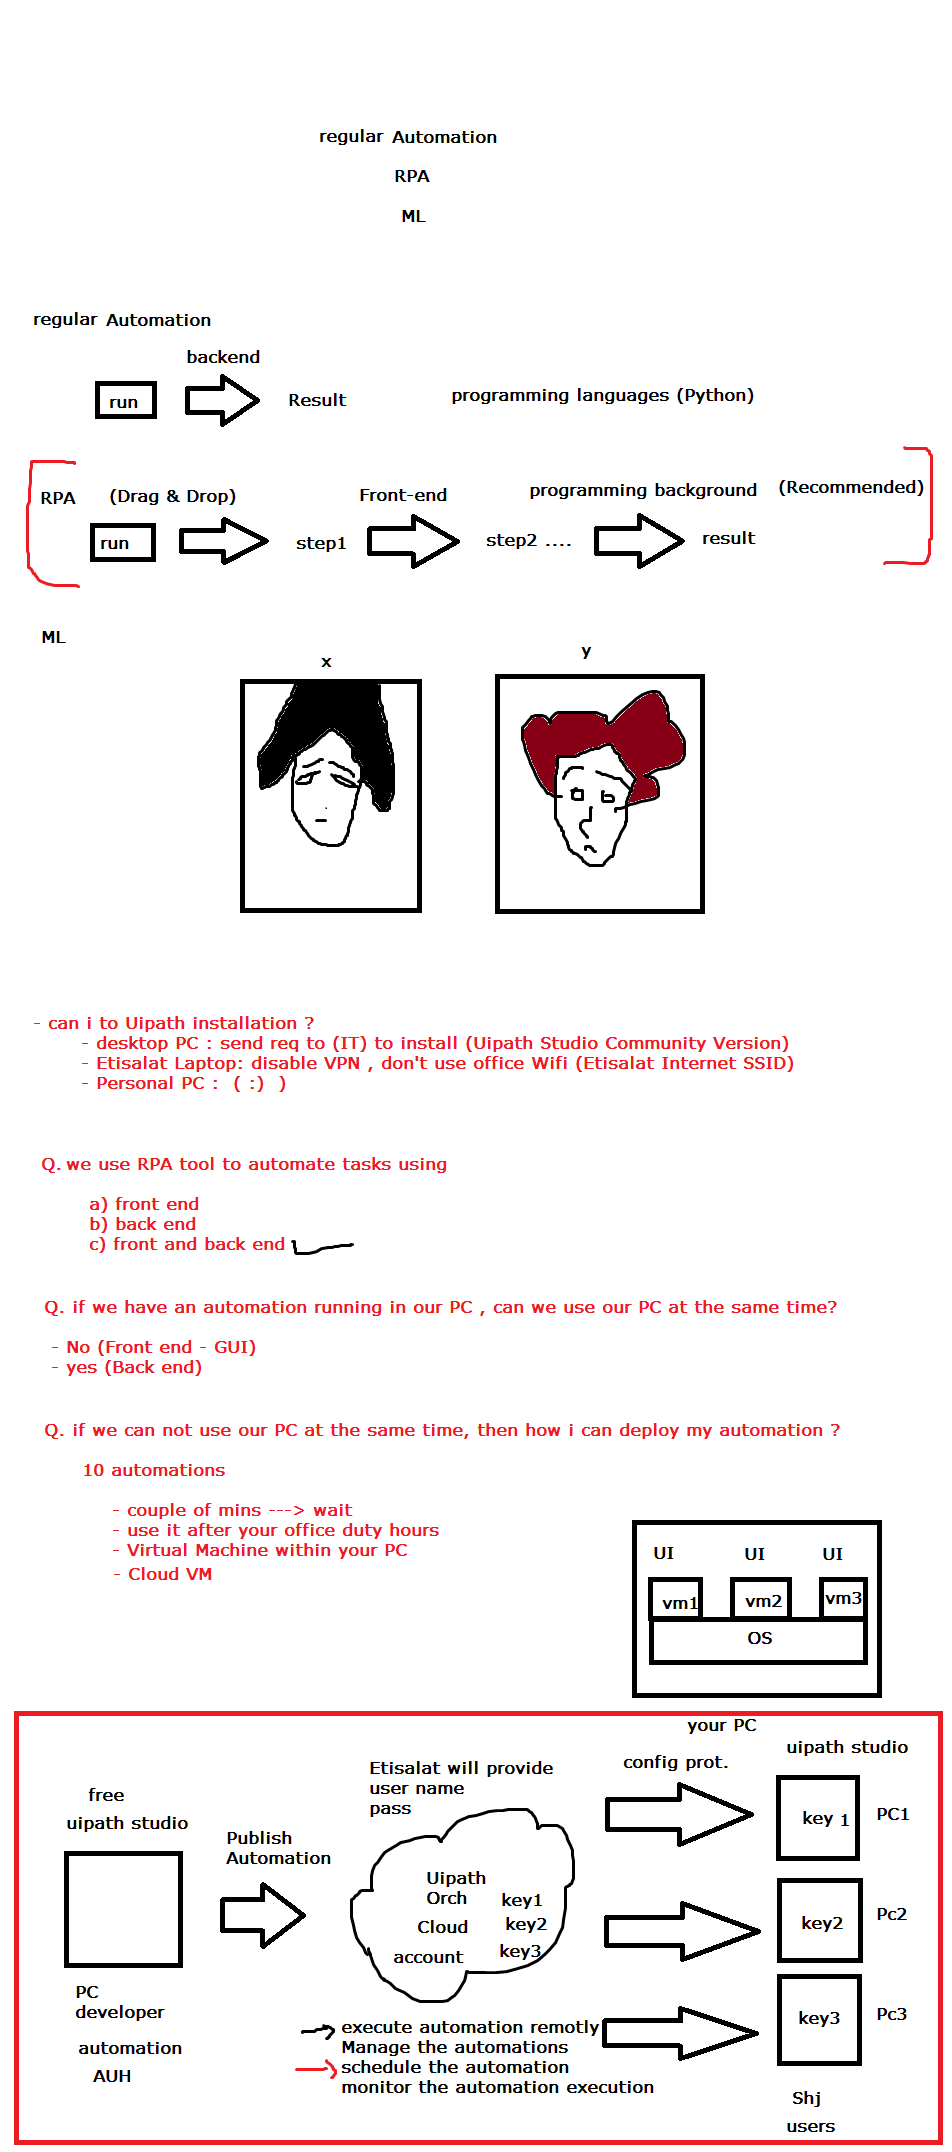 regular Automation
RPA
ML
regular Automation
backend
run
Result
programming languages (Python)
RPA
(Drag & Drop)
Front-end
programming background
(Recommended)
run
step1
step2 ....
result
ML
x
y
- can i to Uipath installation ?
- desktop PC : send req to (IT) to install (Uipath Studio Community Version)
- Etisalat Laptop: disable VPN , don't use office Wifi (Etisalat Internet SSID)
- Personal PC :  ( :)  )
Q. we use RPA tool to automate tasks using
a) front end
b) back end
c) front and back end
Q. if we have an automation running in our PC , can we use our PC at the same time?
- No (Front end - GUI)
- yes (Back end)
Q. if we can not use our PC at the same time, then how i can deploy my automation ?
10 automations
- couple of mins ---> wait
- use it after your office duty hours
- Virtual Machine within your PC
- Cloud VM
UI
UI
UI
vm1
vm2
vm3
OS
your PC
free
uipath studio
PC
developer
automation
AUH
Publish
Automation
Etisalat will provide
user name
pass
Uipath
Orch
Cloud
account
key1
key2
key3
execute automation remotly
Manage the automations
schedule the automation
monitor the automation execution
config prot.
uipath studio
key 1
PC1
key2
Pc2
key3
Pc3
Shj
users